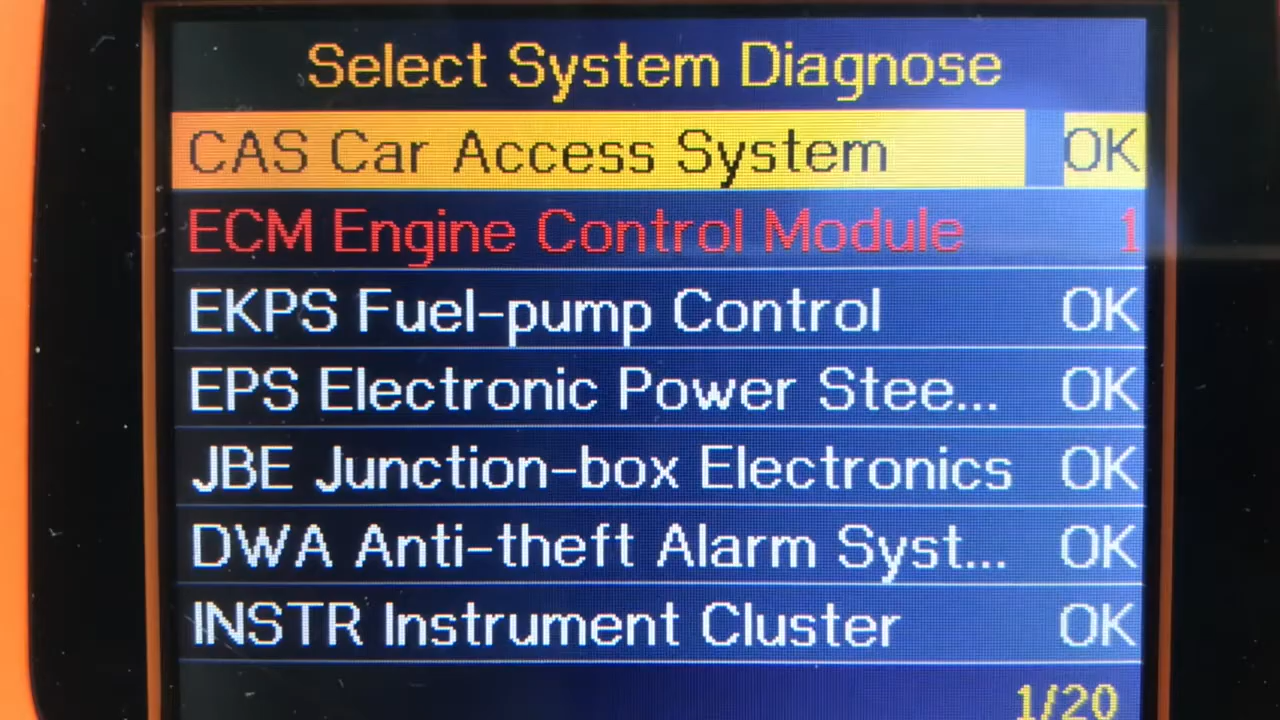 Select System Diagnose
CAS Car Access System OK
ECM Engine Control Module 1
EKPS Fuel-pump Control OK
EPS Electronic Power Stee... OK
JBE Junction-box Electronics OK
DWA Anti-theft Alarm Syst... OK
INSTR Instrument Cluster OK
1/20